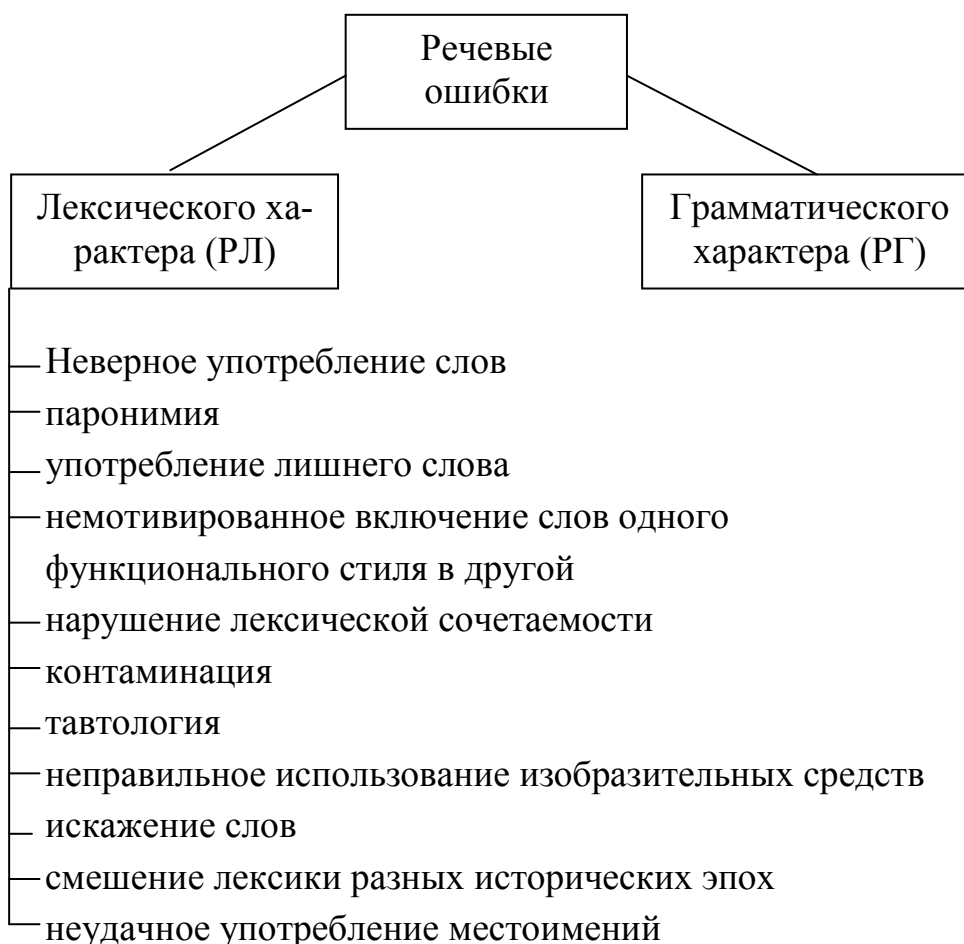 Речевые
ошибки
Лексического ха-
рактера (РЛ)
Грамматического
характера (РГ)
Неверное употребление слов
паронимия
употребление лишнего слова
немотивированное включение слов одного
функционального стиля в другой
нарушение лексической сочетаемости
контаминация
тавтология
неправильное использование изобразительных средств
искажение слов
смешение лексики разных исторических эпох
неудачное употребление местоимений